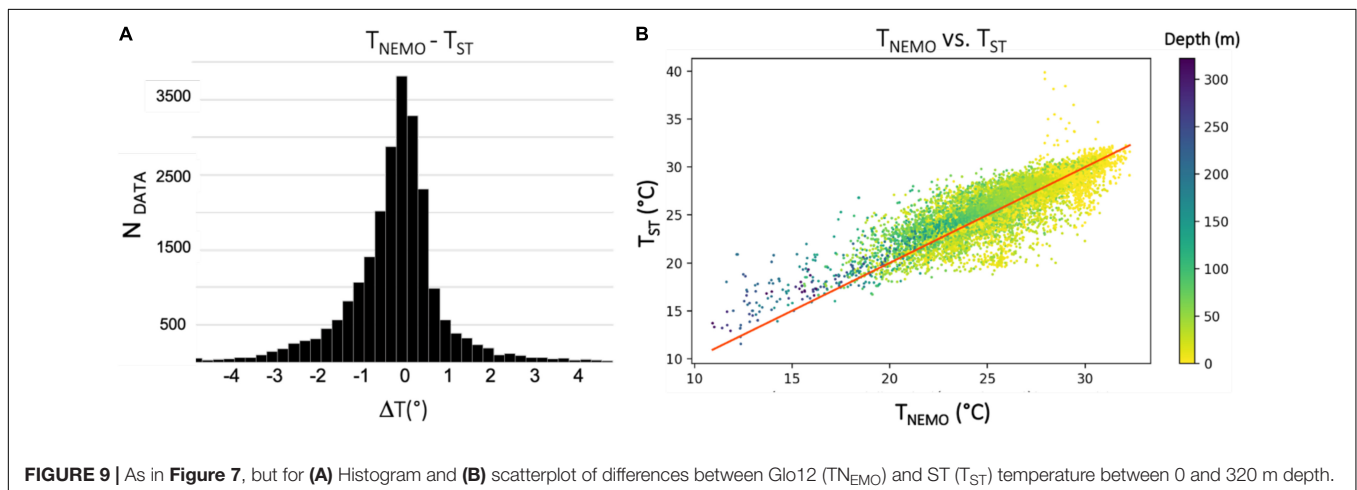 A
T_NEMO - T_ST
3500
2500
1500
500
N_DATA
-4 -3 -2 -1 0 1 2 3 4
ΔT(°)
B
T_NEMO vs. T_ST
Depth (m)
40
35
30
25
20
15
10
T_ST (°C)
10 15 20 25 30
T_NEMO (°C)
300
250
200
150
100
50
0
FIGURE 9 | As in Figure 7, but for (A) Histogram and (B) scatterplot of differences between Glo12 (TN_EMO) and ST (T_ST) temperature between 0 and 320 m depth.